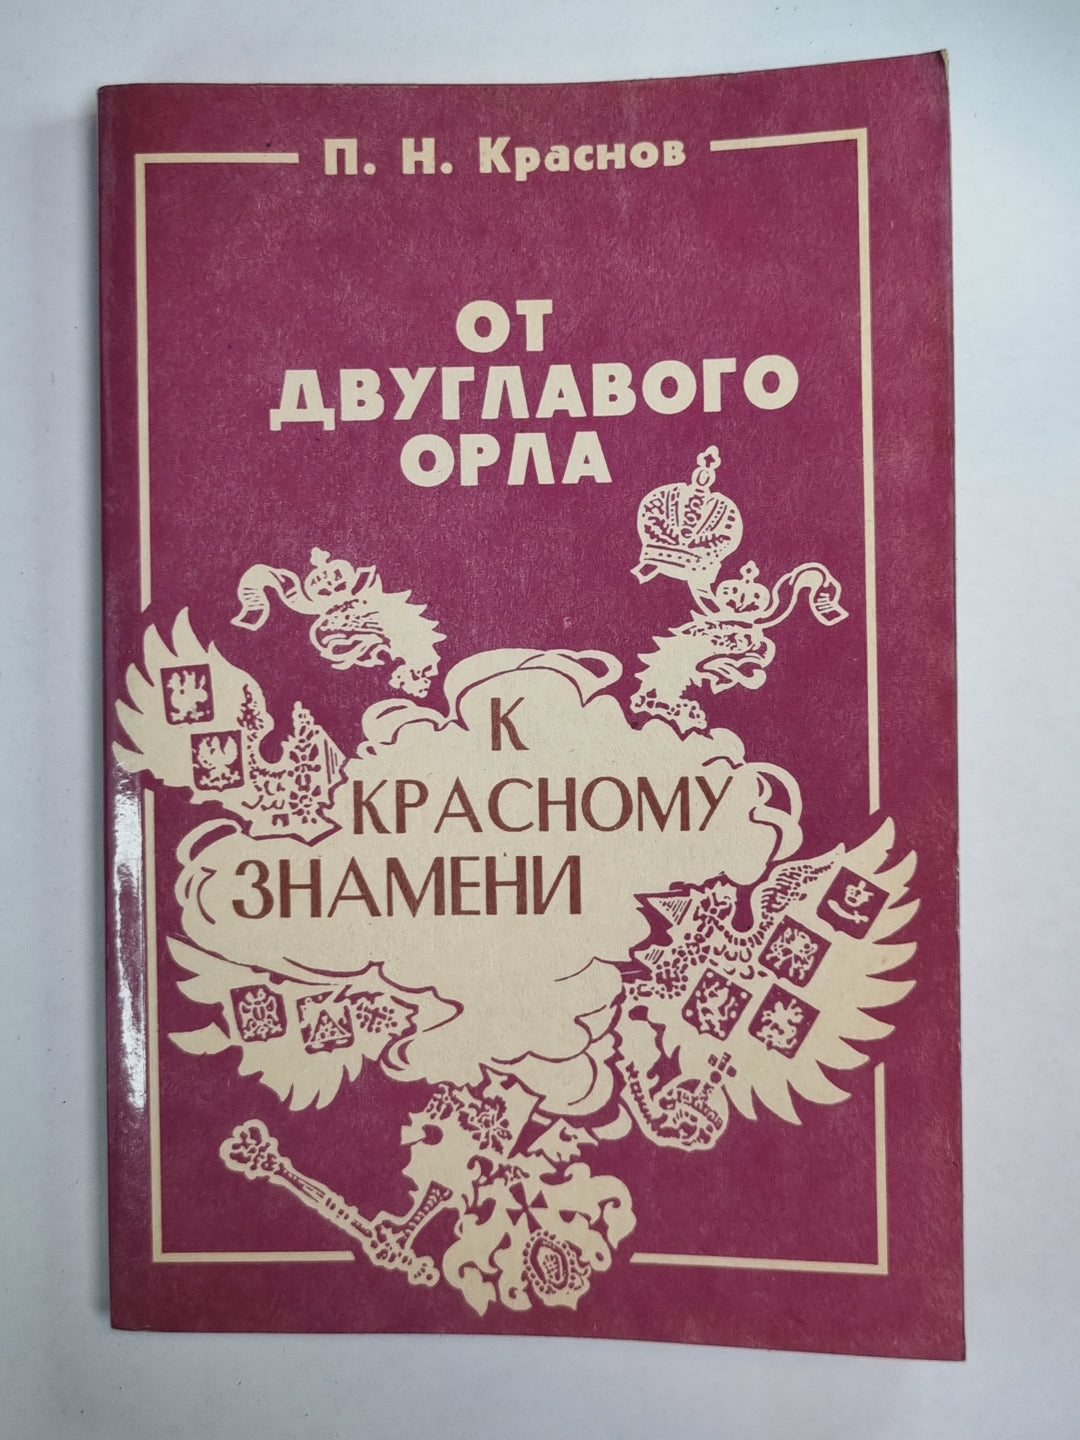 П. Н. Краснов
ОТ
ДВУГЛАВОГО
ОРЛА
К
КРАСНОМУ
ЗНАМЕНИ